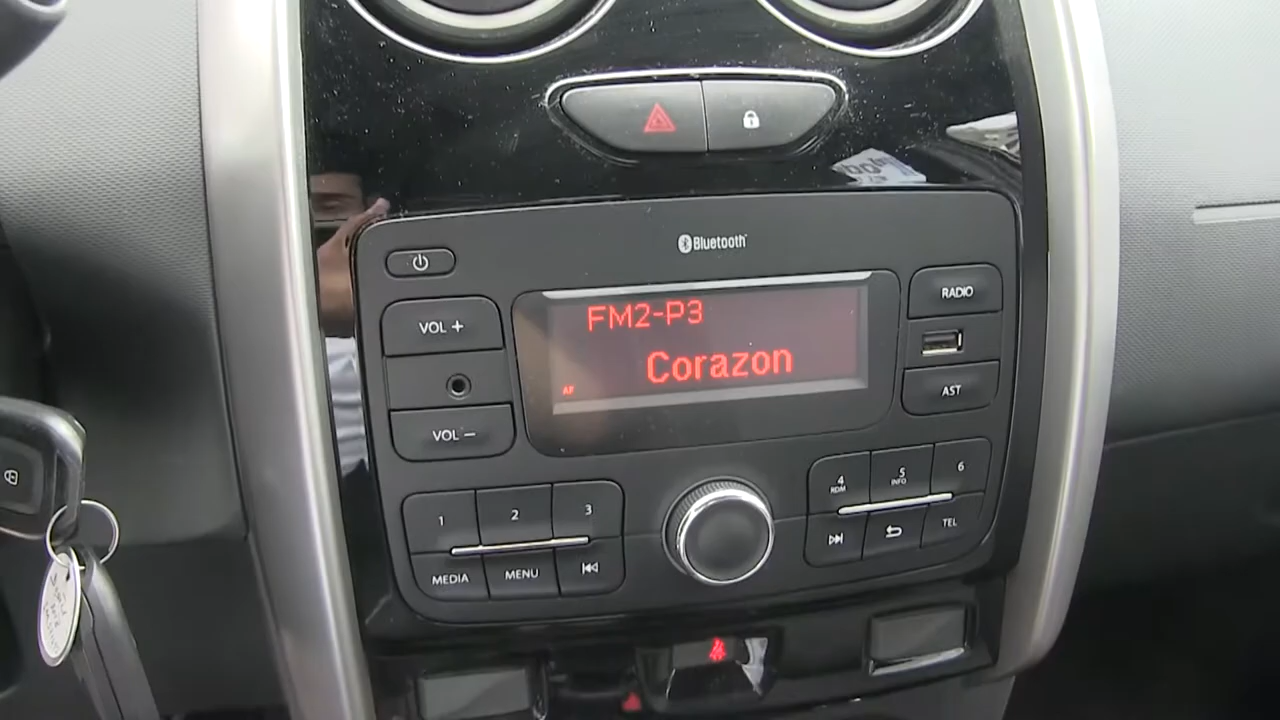 Bluetooth
VOL +
VOL –
FM2-P3
Corazon
AF
RADIO
AST
1
2
3
MEDIA
MENU
4
RDM
5
INFO
6
TEL